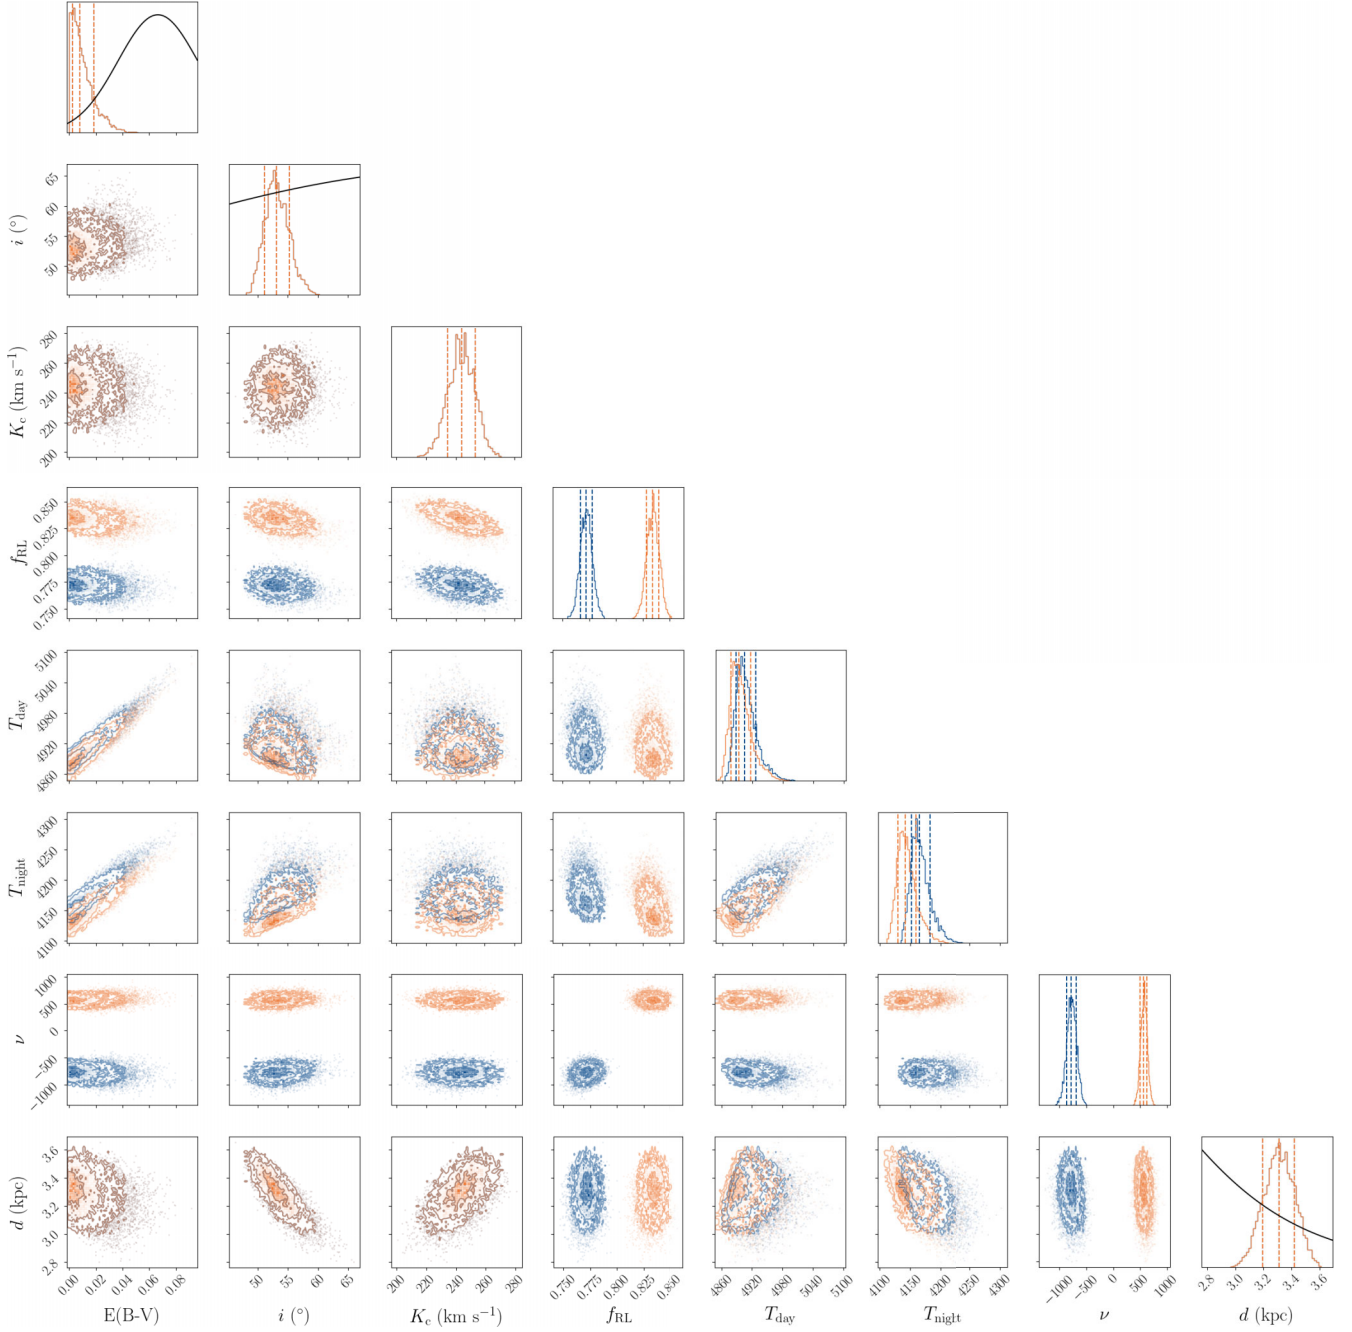 i (°)
65
60
55
50
K_c (km s⁻¹)
280
260
240
220
200
f_RL
0.850
0.825
0.800
0.775
0.750
T_day
5100
5040
4980
4920
4860
T_night
4300
4250
4200
4150
4100
ν
1000
500
0
−500
−1000
d (kpc)
3.6
3.4
3.2
3.0
2.8
0.00 0.02 0.04 0.06 0.08
50 55 60 65
200 220 240 260 280
0.750 0.775 0.800 0.825 0.850
4860 4920 4980 5040 5100
4100 4150 4200 4250 4300
−1000 −500 0 500 1000
2.8 3.0 3.2 3.4 3.6
E(B-V) i (°) K_c (km s⁻¹) f_RL T_day T_night ν d (kpc)